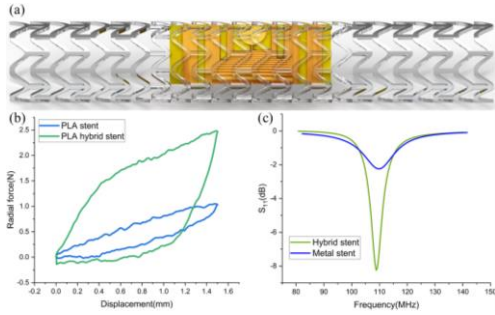 (a)
(b)
PLA stent
PLA hybrid stent
Radial force(N)
2.5
2.0
1.5
1.0
0.5
0.0
-0.5
-0.2 0.0 0.2 0.4 0.6 0.8 1.0 1.2 1.4 1.6
Displacement(mm)
(c)
S11(dB)
0
-2
-4
-6
-8
Hybrid stent
Metal stent
80 90 100 110 120 130 140 150
Frequency(MHz)